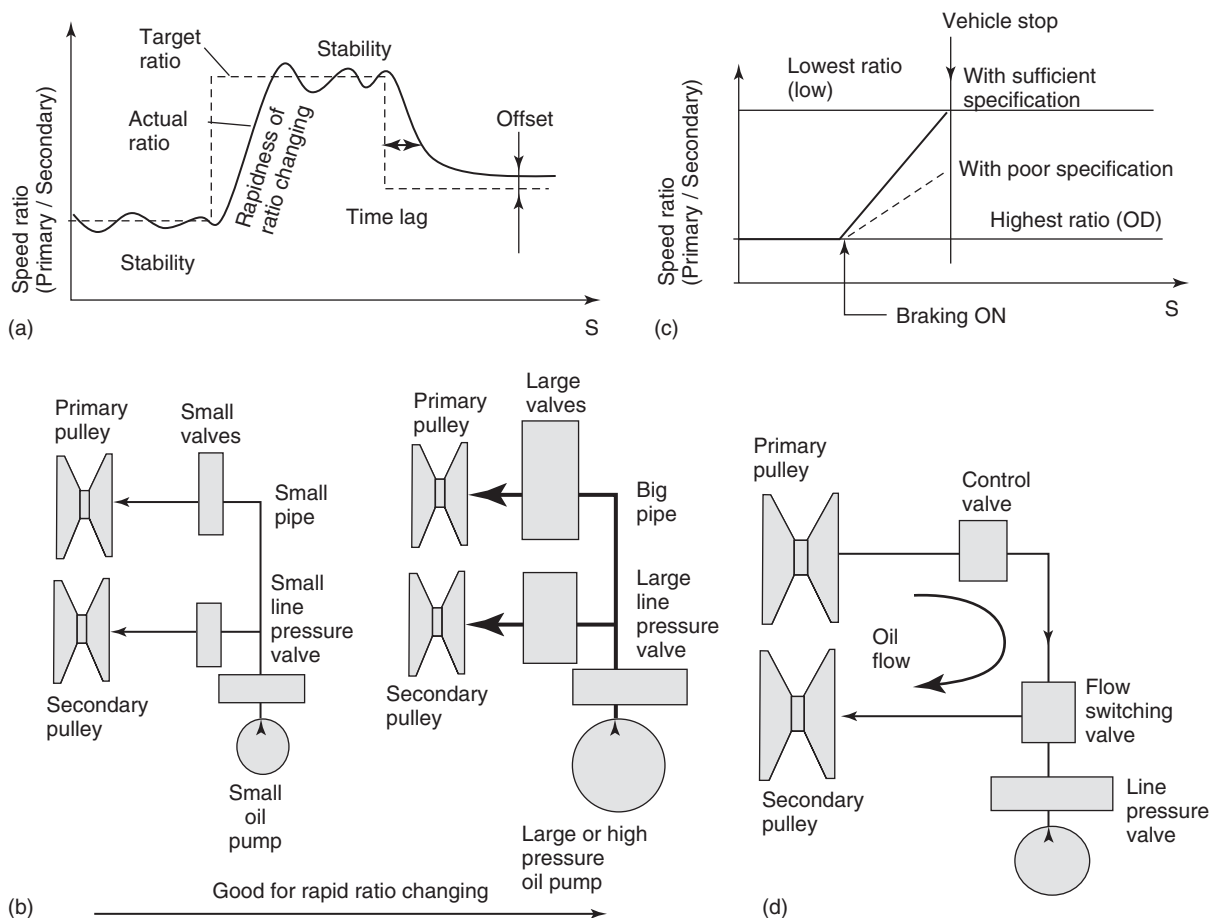 Target
ratio
Stability
Actual
ratio
Rapidness of
ratio changing
Offset
Time lag
Stability
Speed ratio
(Primary / Secondary)
S
(a)
Vehicle stop
Lowest ratio
(low)
With sufficient
specification
With poor specification
Highest ratio (OD)
Speed ratio
(Primary / Secondary)
S
Braking ON
(c)
Primary
pulley
Small
valves
Small
pipe
Small
line
pressure
valve
Secondary
pulley
Small
oil
pump
Primary
pulley
Large
valves
Big
pipe
Large
line
pressure
valve
Secondary
pulley
Large or high
pressure
oil pump
Good for rapid ratio changing
(b)
Primary
pulley
Control
valve
Oil
flow
Flow
switching
valve
Secondary
pulley
Line
pressure
valve
(d)